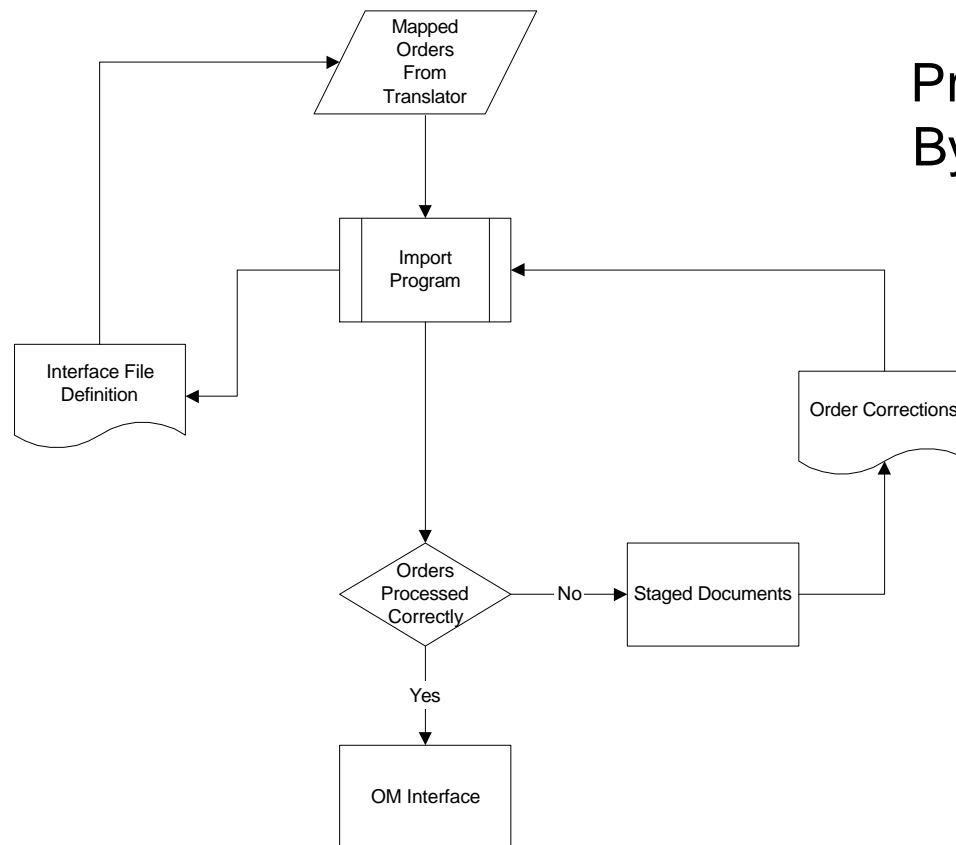 Mapped
Orders
From
Translator
By
Import
Program
Interface File
Definition
Order Corrections
Orders
Processed
Correctly
No
Staged Documents
Yes
OM Interface